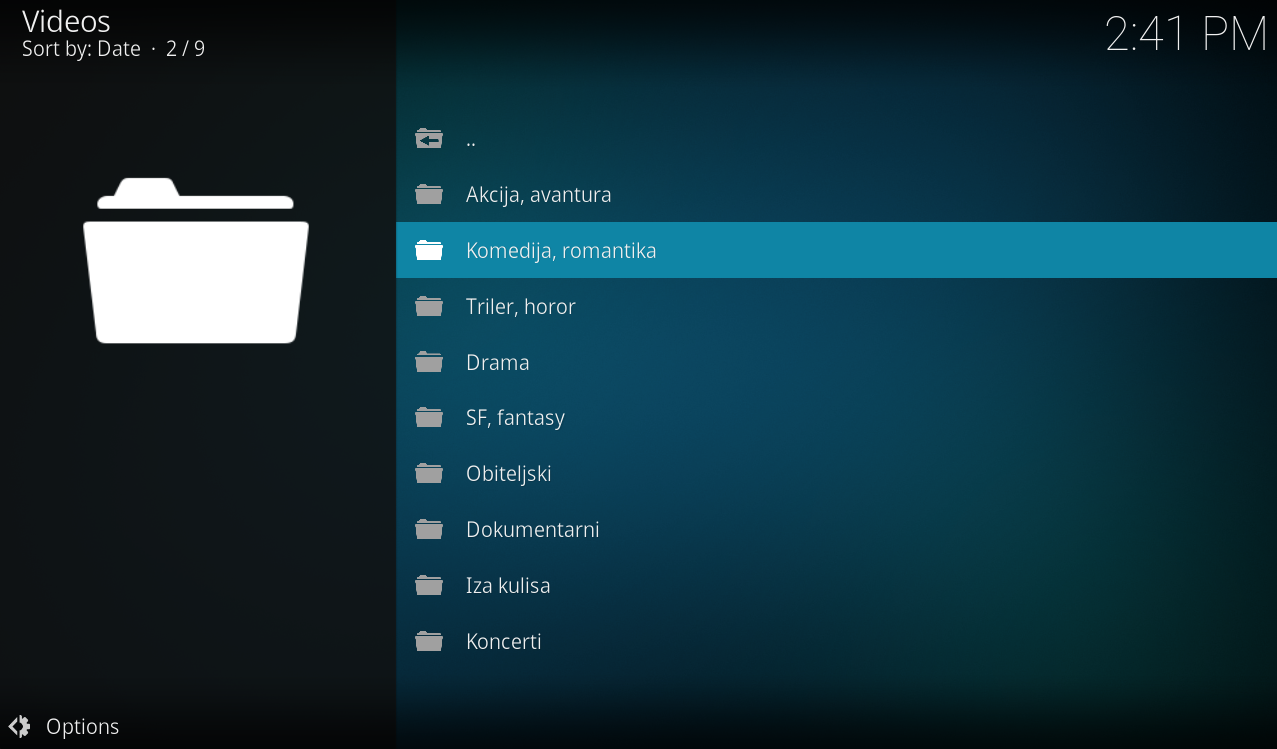 Videos
Sort by: Date · 2 / 9
2:41 PM
..
Akcija, avantura
Komedija, romantika
Triler, horor
Drama
SF, fantasy
Obiteljski
Dokumentarni
Iza kulisa
Koncerti
Options